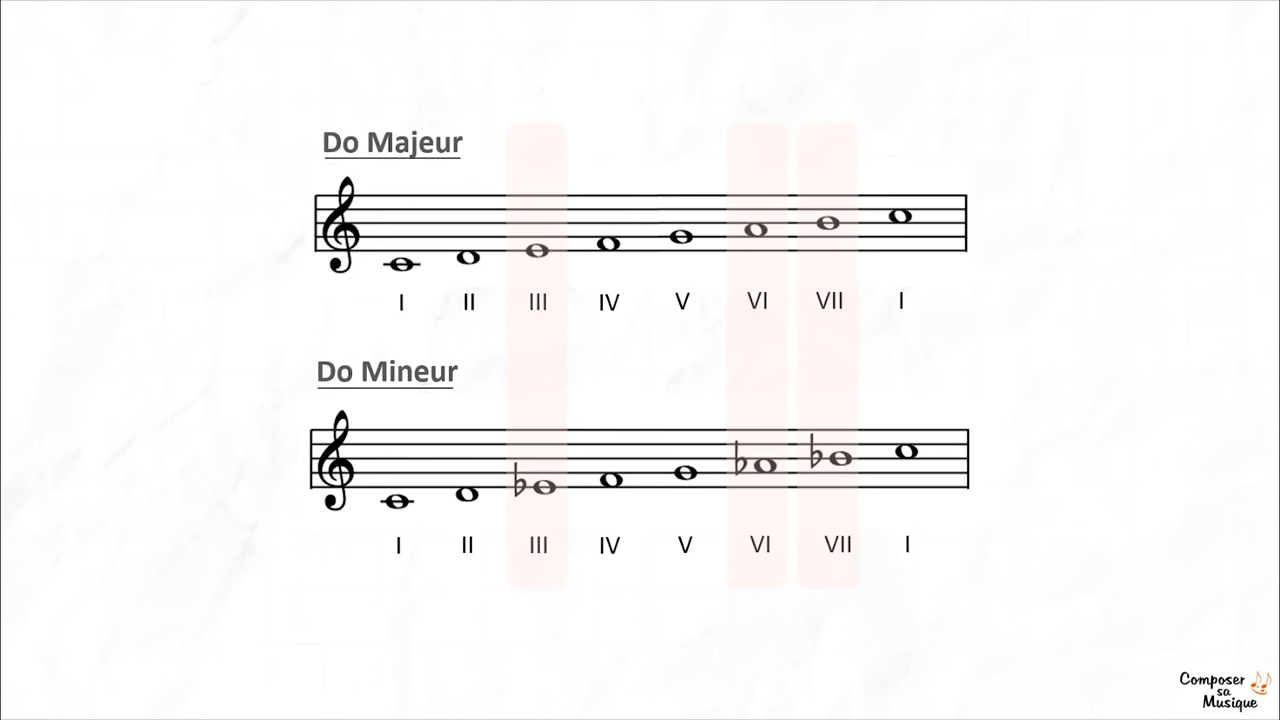 Do Majeur
I II III IV V VI VII I
Do Mineur
I II III IV V VI VII I
Composer
sa
Musique